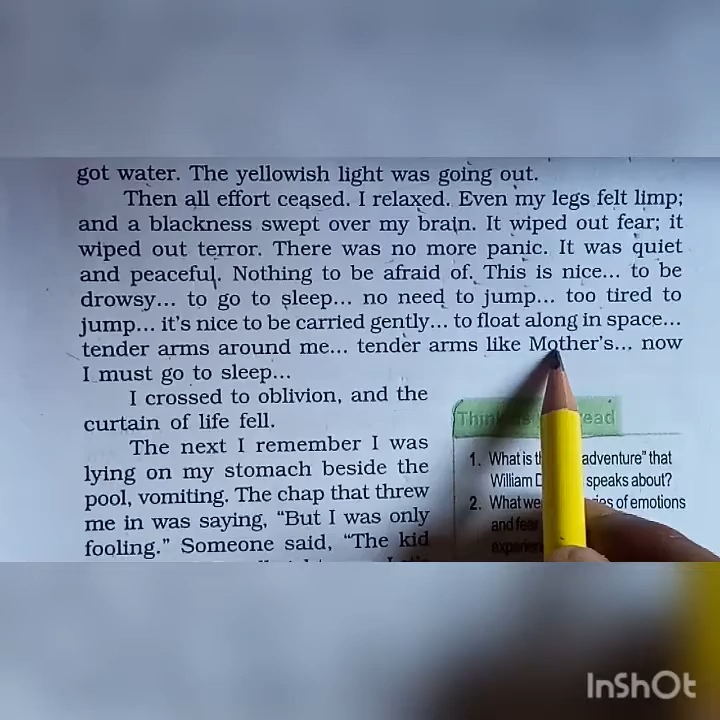 got water. The yellowish light was going out.
Then all effort ceased. I relaxed. Even my legs felt limp;
and a blackness swept over my brain. It wiped out fear; it
wiped out terror. There was no more panic. It was quiet
and peaceful. Nothing to be afraid of. This is nice... to be
drowsy... to go to sleep... no need to jump... too tired to
jump... it's nice to be carried gently... to float along in space...
tender arms around me... tender arms like Mother's... now
I must go to sleep...
I crossed to oblivion, and the
curtain of life fell.
The next I remember I was
lying on my stomach beside the
pool, vomiting. The chap that threw
me in was saying, “But I was only
fooling.” Someone said, “The kid
Think
1. What is adventure” that
William speaks about?
2. What of emotions
and fear
InShOt